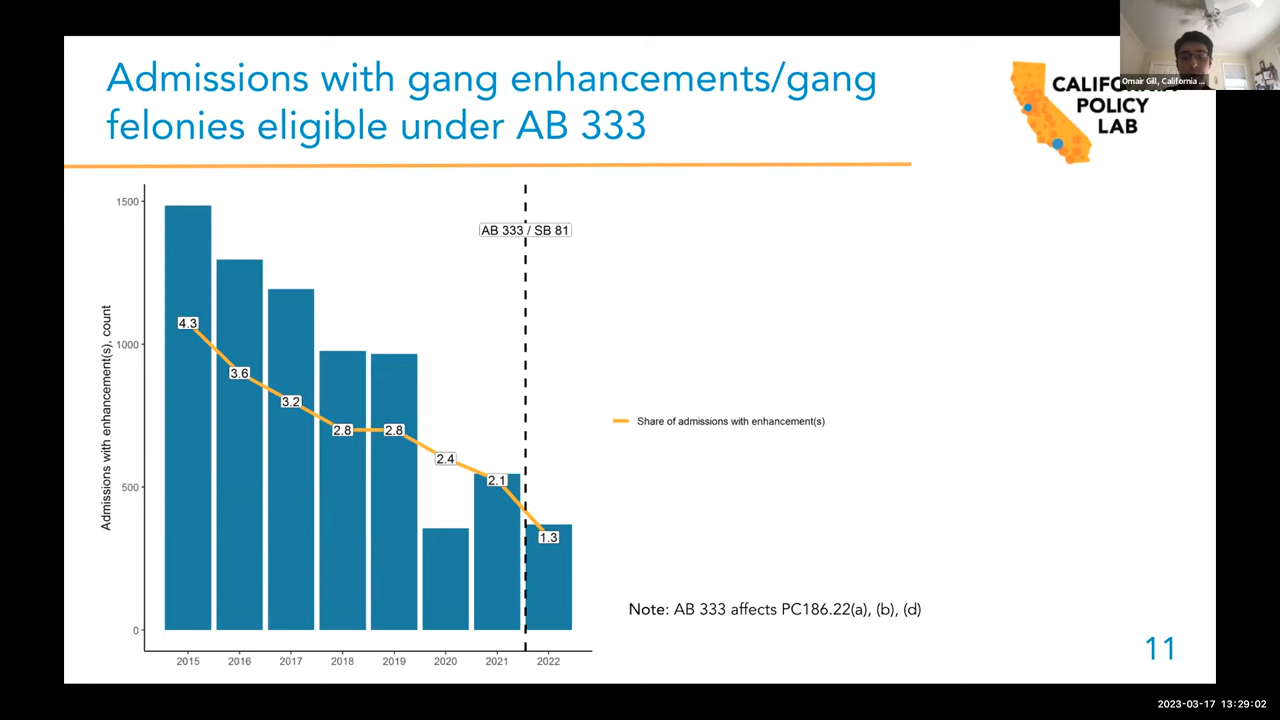 Admissions with gang enhancements/gang
felonies eligible under AB 333
CALIFORNIA
POLICY
LAB
Omair Gill, California ...
1500
1000
500
0
Admissions with enhancement(s), count
AB 333 / SB 81
4.3
3.6
3.2
2.8
2.8
2.4
2.1
1.3
2015
2016
2017
2018
2019
2020
2021
2022
Share of admissions with enhancement(s)
Note: AB 333 affects PC186.22(a), (b), (d)
11
2023-03-17 13:29:02